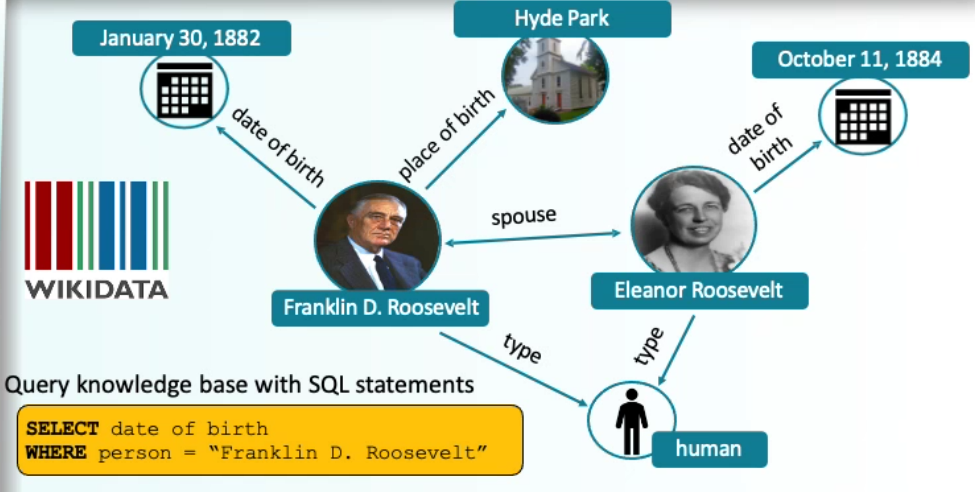 January 30, 1882
Hyde Park
October 11, 1884
date of birth
place of birth
date of
birth
spouse
WIKIDATA
Franklin D. Roosevelt
Eleanor Roosevelt
type
type
Query knowledge base with SQL statements
SELECT date of birth
WHERE person = “Franklin D. Roosevelt”
human